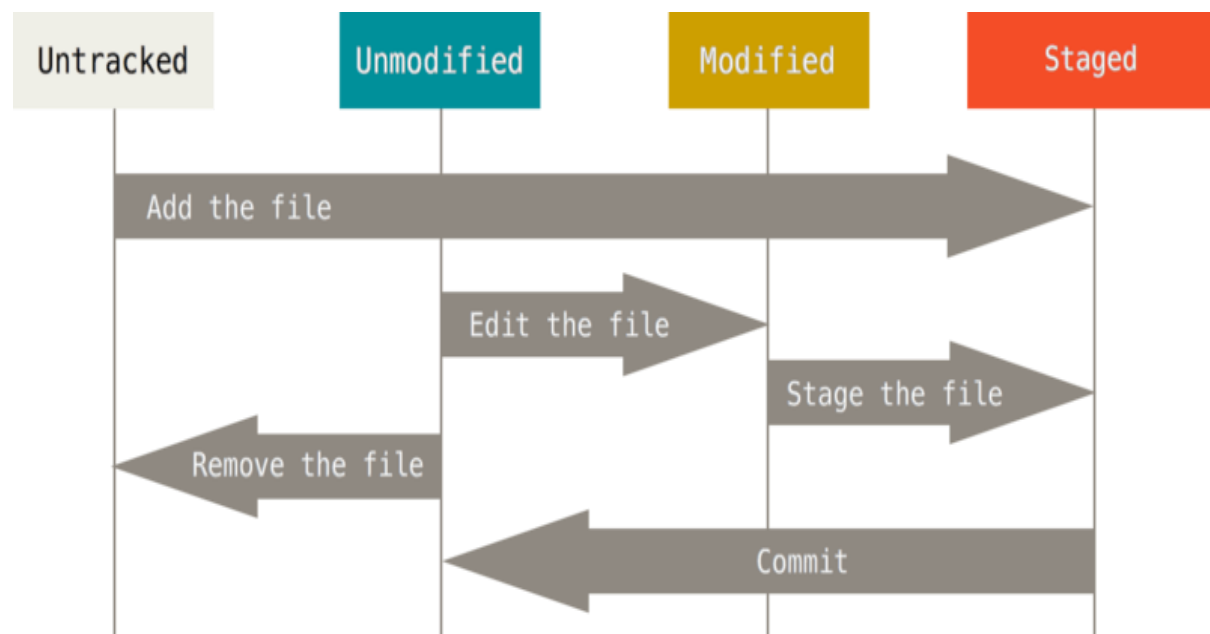 Untracked
Unmodified
Modified
Staged
Add the file
Edit the file
Stage the file
Remove the file
Commit